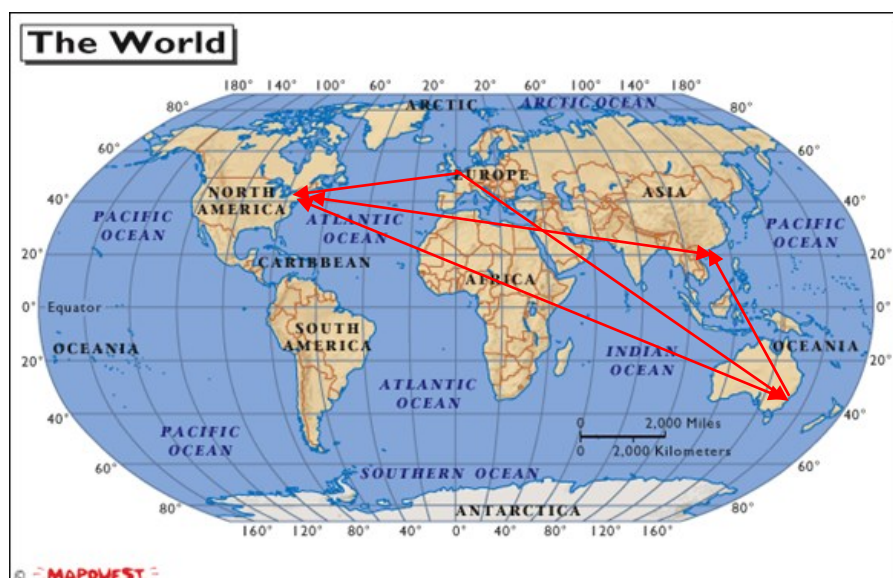 The World
180° 140° 100° 60° 20° 20° 60° 100° 140° 180°
ARCTIC
ARCTIC OCEAN
80°
80°
60°
60°
EUROPE
NORTH
AMERICA
ASIA
40°
40°
PACIFIC
OCEAN
ATLANTIC
OCEAN
PACIFIC
OCEAN
20°
20°
CARIBBEAN
AFRICA
0°
Equator
0°
SOUTH
AMERICA
OCEANIA
INDIAN
OCEAN
OCEANIA
20°
20°
ATLANTIC
OCEAN
40°
40°
0
2,000 Miles
0
2,000 Kilometers
PACIFIC
OCEAN
60°
60°
SOUTHERN OCEAN
80°
80°
ANTARCTICA
160° 120° 80° 40° 0° 40° 80° 120° 160°
© MAPQUEST